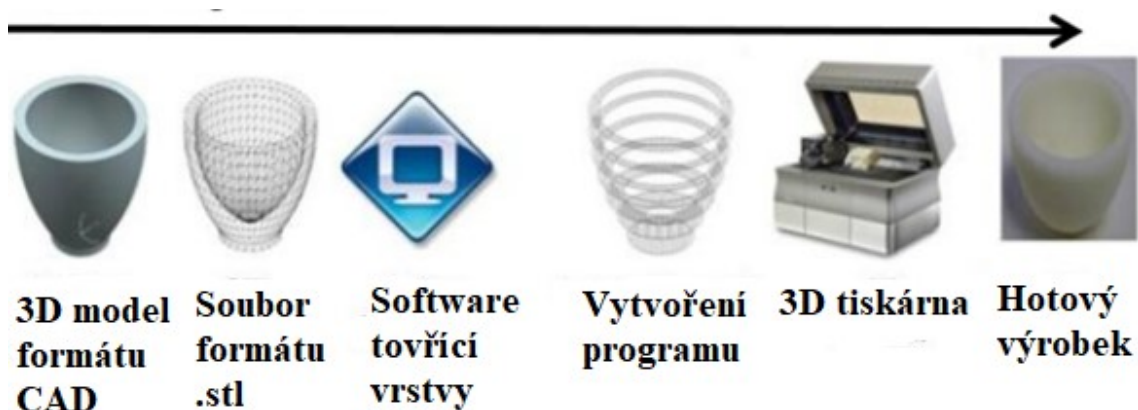 3D model
formátu
CAD
Soubor
formátu
.stl
Software
tovřící
vrstvy
Vytvoření
programu
3D tiskárna
Hotový
výrobek